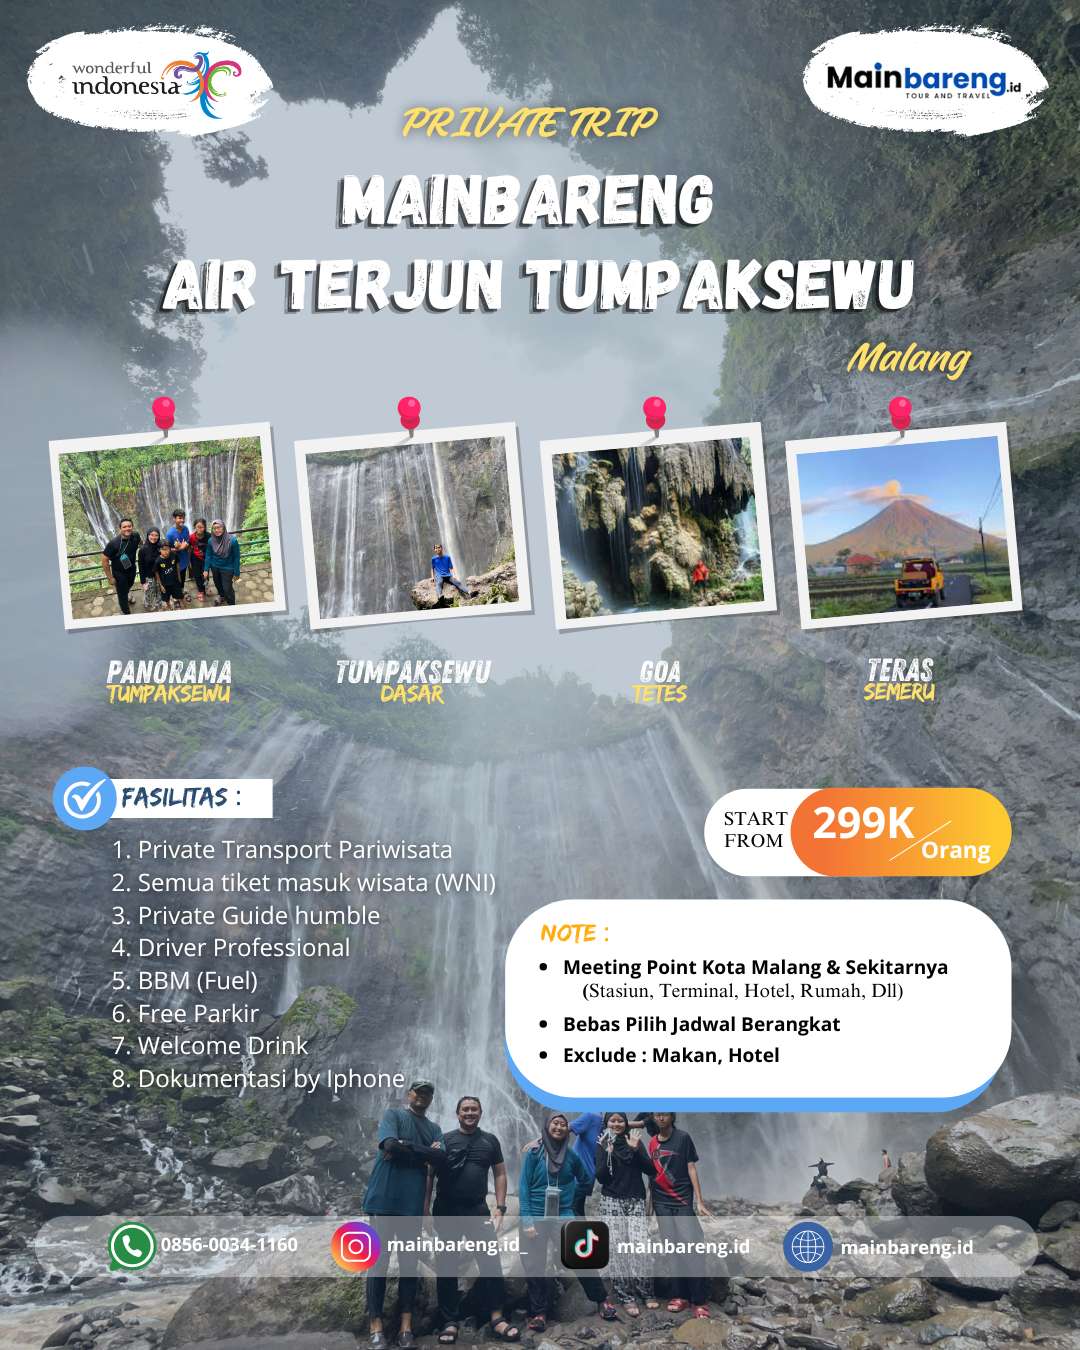 wonderful
indonesia
Mainbareng.id
TOUR AND TRAVEL
PRIVATE TRIP
MAINBARENG
AIR TERJUN TUMPAKSEWU
Malang
PANORAMA
TUMPAKSEWU
TUMPAKSEWU
DASAR
GOA
TETES
TERAS
SEMERU
FASILITAS :
1. Private Transport Pariwisata
2. Semua tiket masuk wisata (WNI)
3. Private Guide humble
4. Driver Professional
5. BBM (Fuel)
6. Free Parkir
7. Welcome Drink
8. Dokumentasi by Iphone
START
FROM
299K/Orang
NOTE :
• Meeting Point Kota Malang & Sekitarnya
(Stasiun, Terminal, Hotel, Rumah, Dll)
• Bebas Pilih Jadwal Berangkat
• Exclude : Makan, Hotel
0856-0034-1160
mainbareng.id_
mainbareng.id
mainbareng.id